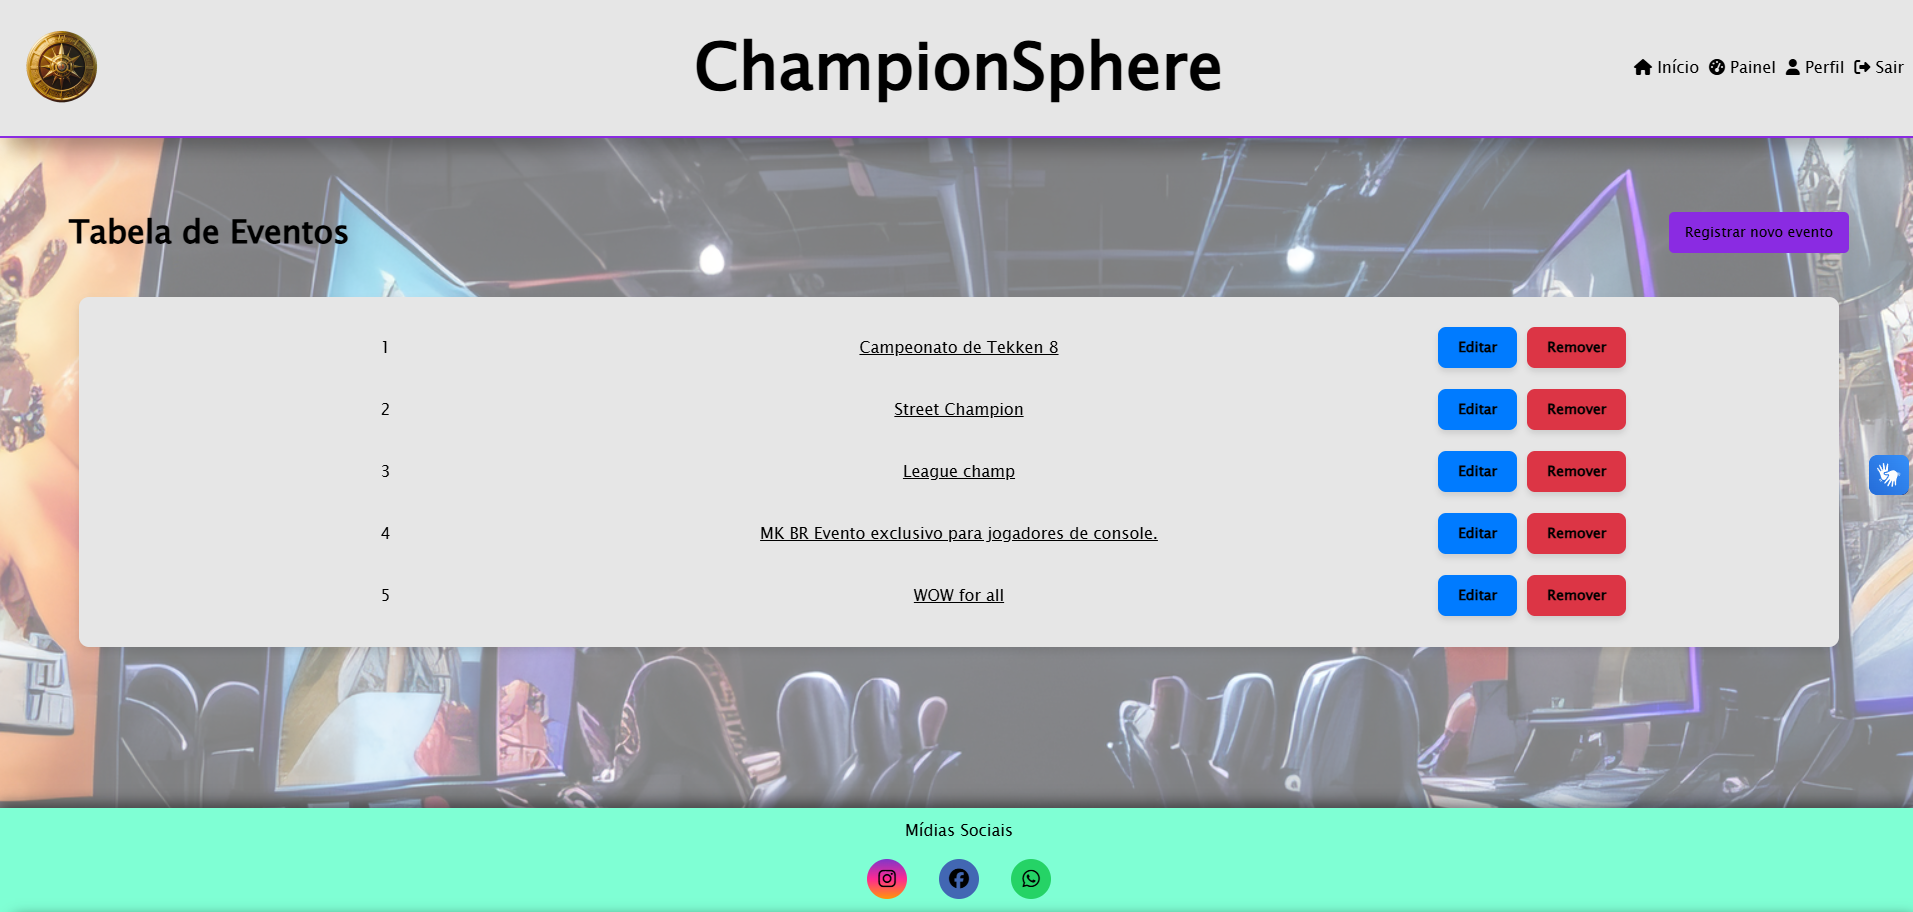 ChampionSphere
Início Painel Perfil Sair
Tabela de Eventos
Registrar novo evento
1 Campeonato de Tekken 8 Editar Remover
2 Street Champion Editar Remover
3 League champ Editar Remover
4 MK BR Evento exclusivo para jogadores de console. Editar Remover
5 WOW for all Editar Remover
Mídias Sociais